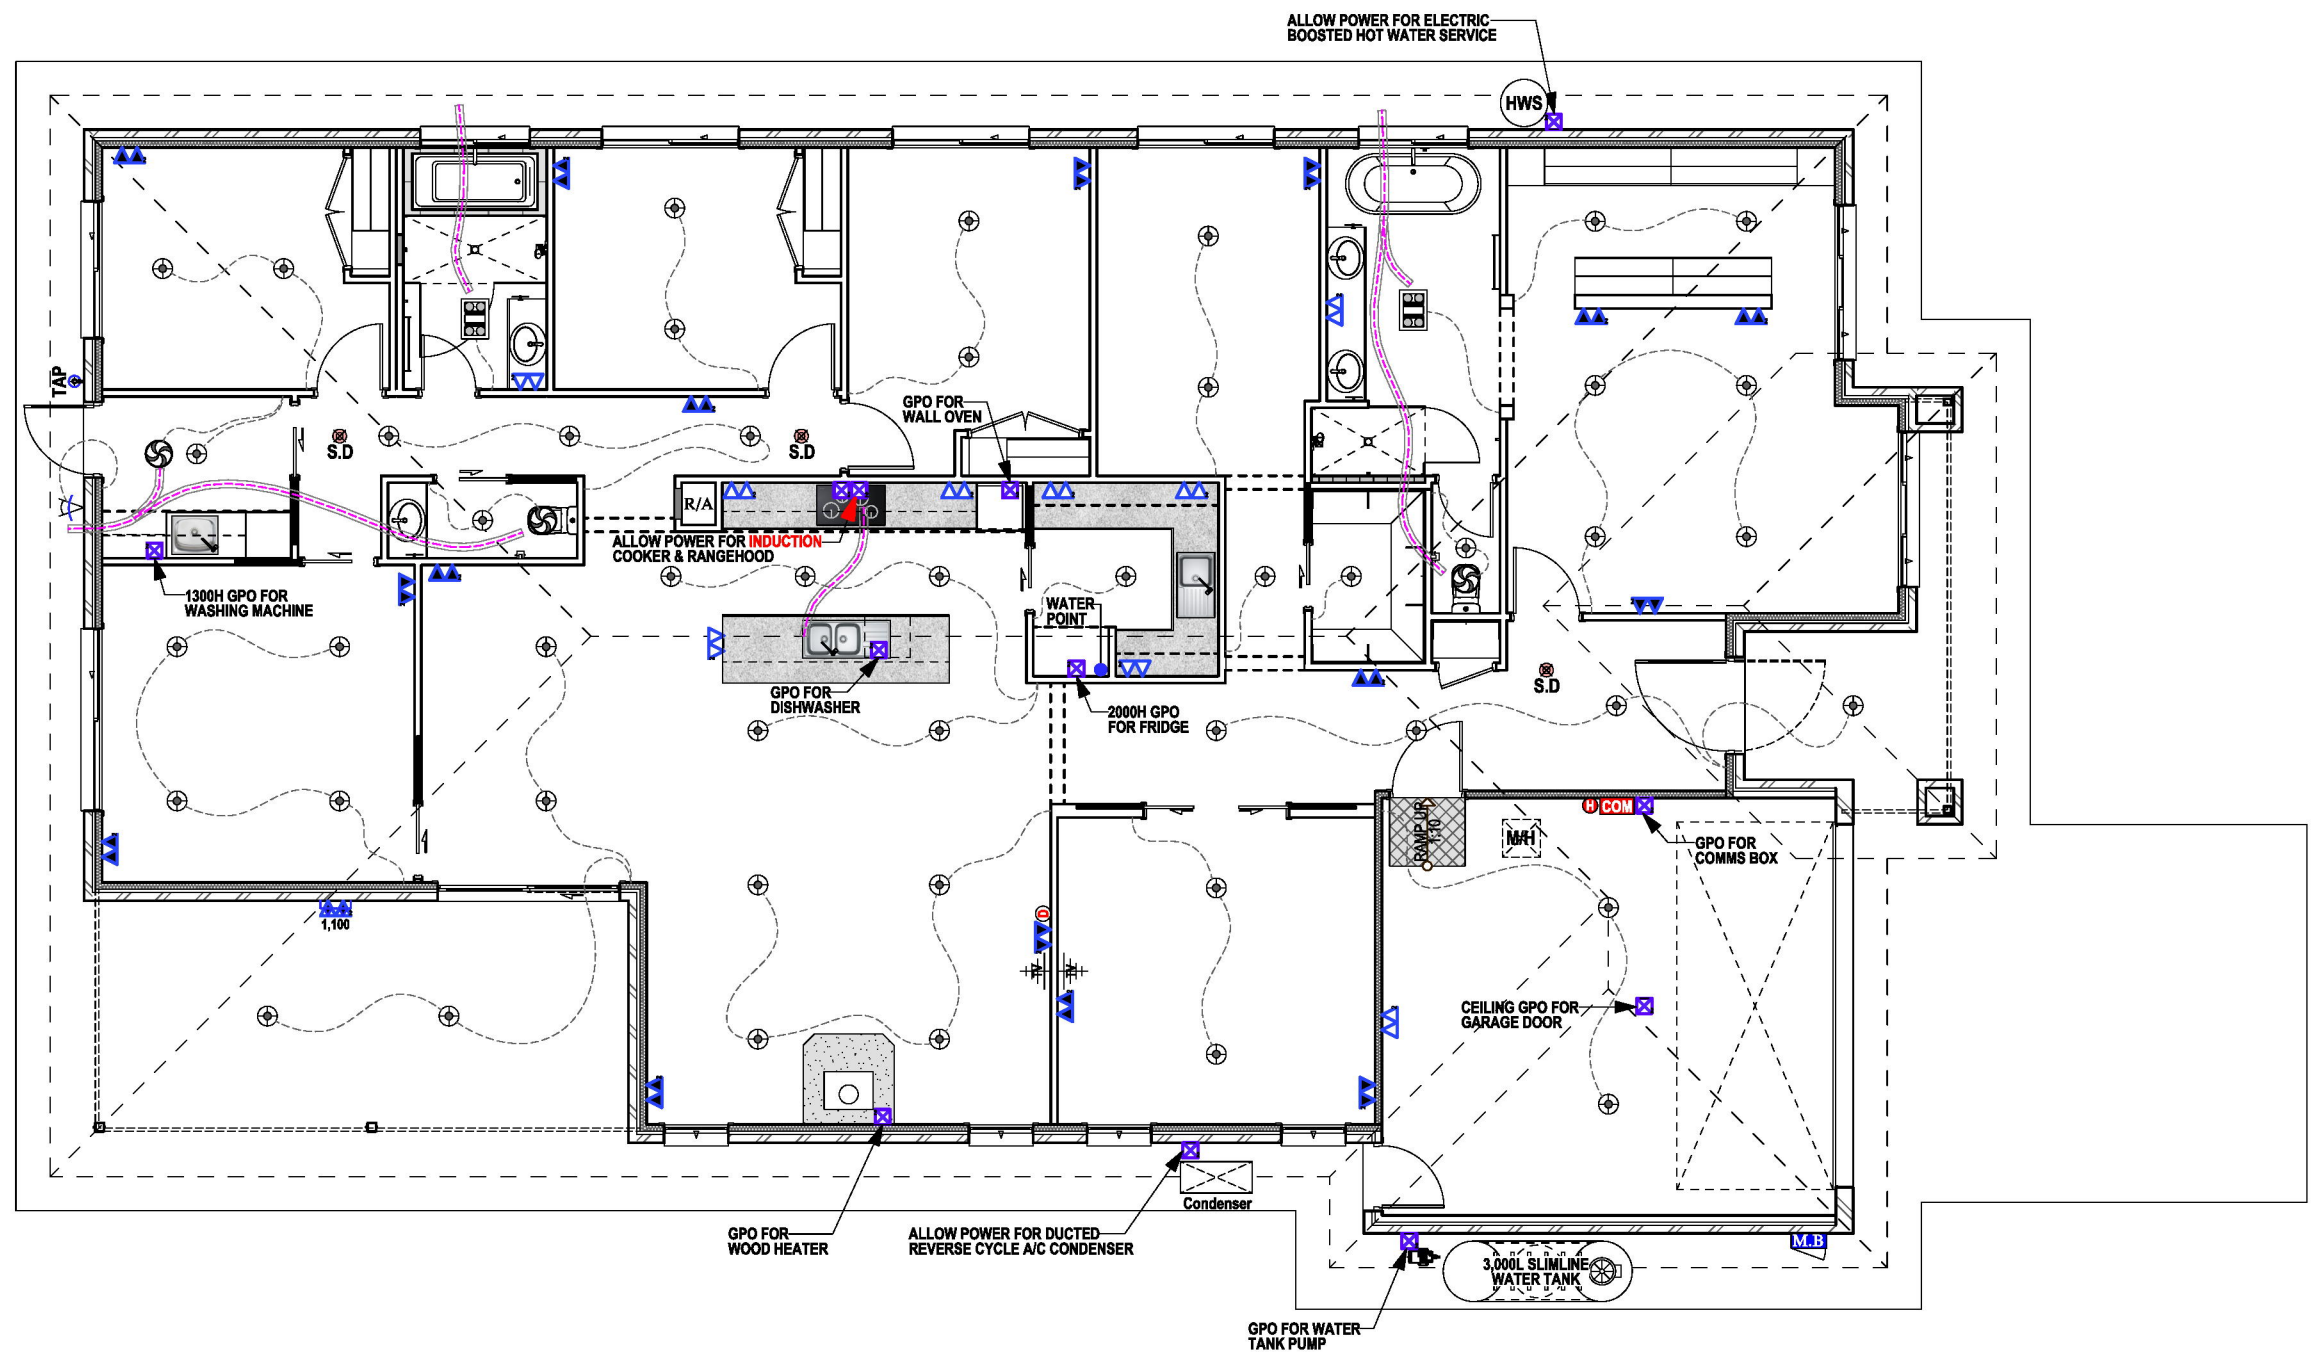 ALLOW POWER FOR ELECTRIC
BOOSTED HOT WATER SERVICE
HWS
TAP
S.D
S.D
GPO FOR
WALL OVEN
R/A
ALLOW POWER FOR INDUCTION
COOKER & RANGEHOOD
1300H GPO FOR
WASHING MACHINE
WATER
POINT
GPO FOR
DISHWASHER
2000H GPO
FOR FRIDGE
S.D
H
COM
RAMP UP
1:10
M/H
GPO FOR
COMMS BOX
1,100
D
TV
TV
CEILING GPO FOR
GARAGE DOOR
Condenser
GPO FOR
WOOD HEATER
ALLOW POWER FOR DUCTED
REVERSE CYCLE A/C CONDENSER
M.B
3,000L SLIMLINE
WATER TANK
GPO FOR WATER
TANK PUMP